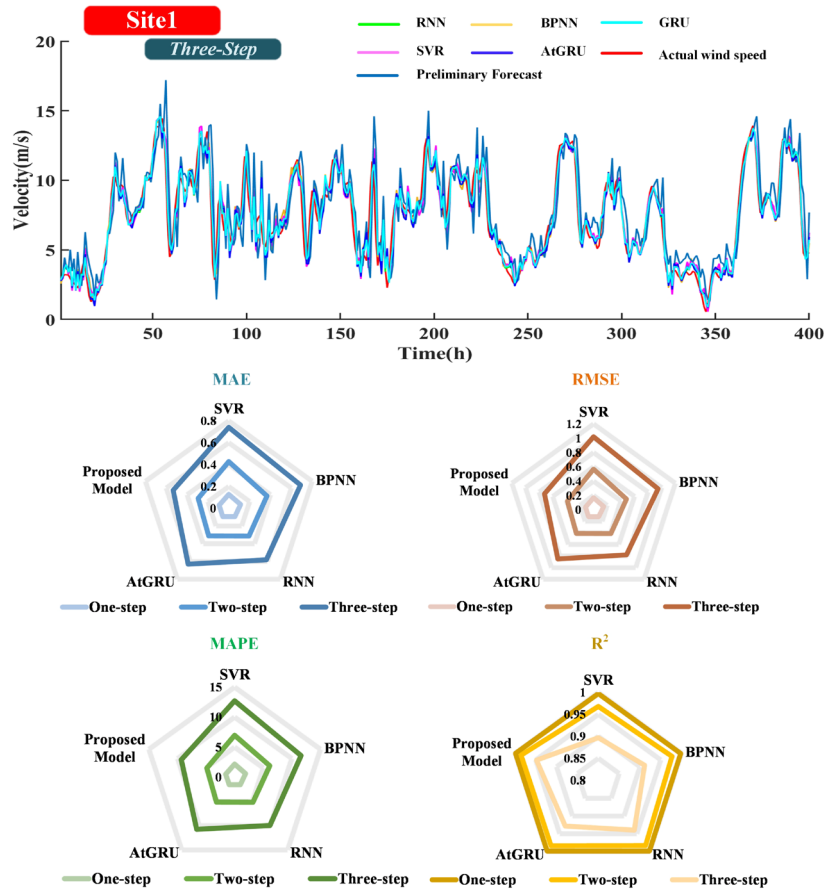 Site1
Three-Step
RNN BPNN GRU
SVR AtGRU Actual wind speed
Preliminary Forecast
20
15
10
5
0
Velocity(m/s)
50 100 150 200 250 300 350 400
Time(h)
MAE
SVR
0.8
0.6
0.4
0.2
0
Proposed
Model
BPNN
AtGRU
RNN
One-step Two-step Three-step
RMSE
SVR
1.2
1
0.8
0.6
0.4
0.2
0
Proposed
Model
BPNN
AtGRU
RNN
One-step Two-step Three-step
MAPE
SVR
15
10
5
0
Proposed
Model
BPNN
AtGRU
RNN
One-step Two-step Three-step
R²
SVR
1
0.95
0.9
0.85
0.8
Proposed
Model
BPNN
AtGRU
RNN
One-step Two-step Three-step